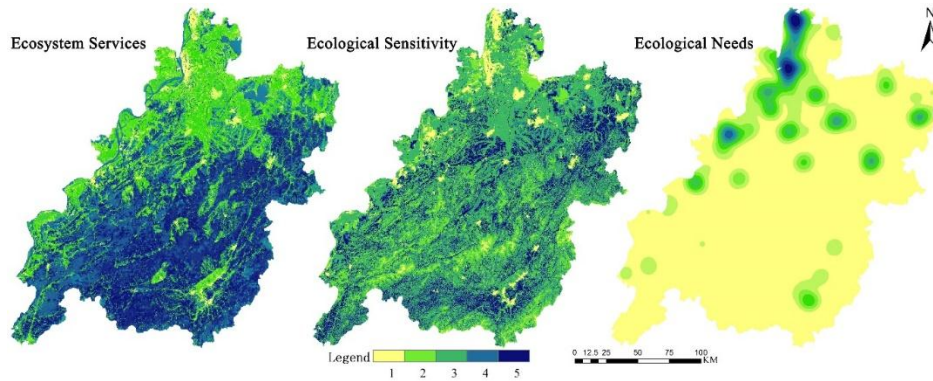 Ecosystem Services
Ecological Sensitivity
Ecological Needs
N
Legend
1 2 3 4 5
0 12.5 25 50 75 100
KM